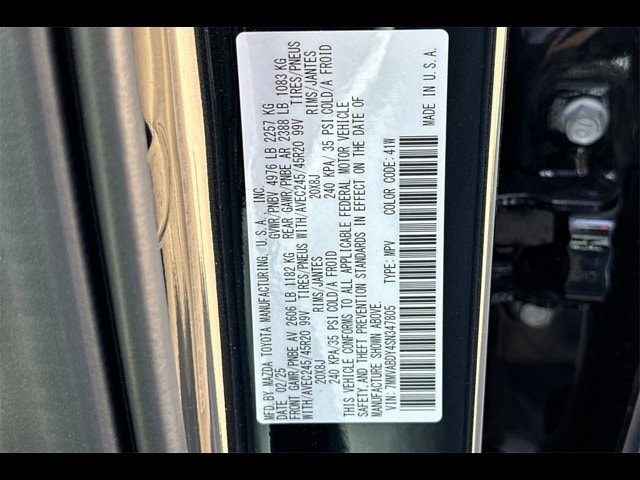 MFD.BY MAZDA TOYOTA MANUFACTURING, U.S.A., INC.
DATE 02/25 GVWR/PNBV 4976 LB 2257 KG
FRONT GAWR/PNBE AV 2606 LB 1182 KG REAR GAWR/PNBE AR 2388 LB 1083 KG
WITH/AVEC245/45R20 99V TIRES/PNEUS WITH/AVEC245/45R20 99V TIRES/PNEUS
20X8J RIMS/JANTES 20X8J RIMS/JANTES
240 KPA/35 PSI COLD/A FROID 240 KPA/ 35 PSI COLD/A FROID
THIS VEHICLE CONFORMS TO ALL APPLICABLE FEDERAL MOTOR VEHICLE
SAFETY, AND THEFT PREVENTION STANDARDS IN EFFECT ON THE DATE OF
MANUFACTURE SHOWN ABOVE.
VIN: 7MMVABDY4SN347805 TYPE: MPV COLOR CODE: 41W
MADE IN U.S.A.